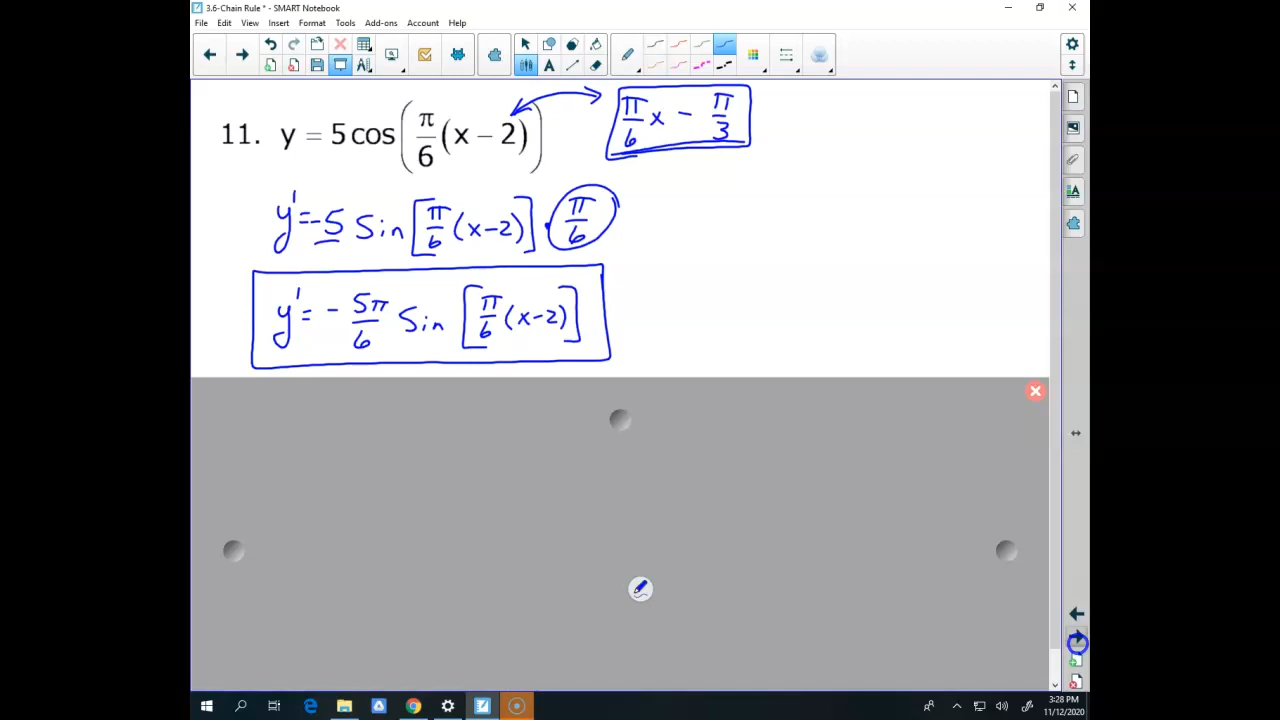 3.6-Chain Rule * - SMART Notebook
File Edit View Insert Format Tools Add-ons Account Help
11. y = 5 cos(π/6 (x − 2))
π/6 x − π/3
y' = -5 Sin [π/6 (x-2)] · π/6
y' = - 5π/6 Sin [π/6 (x-2)]
3:28 PM
11/12/2020